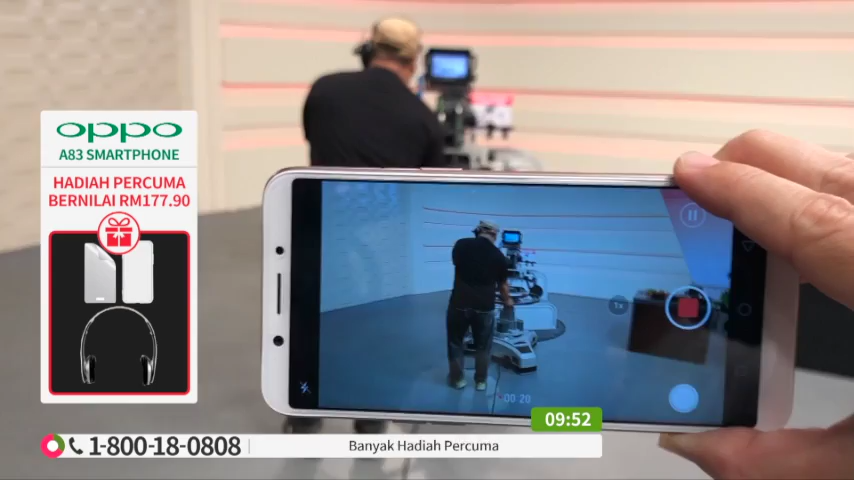 oppo
A83 SMARTPHONE
HADIAH PERCUMA
BERNILAI RM177.90
1x
00 20
09:52
1-800-18-0808
Banyak Hadiah Percuma